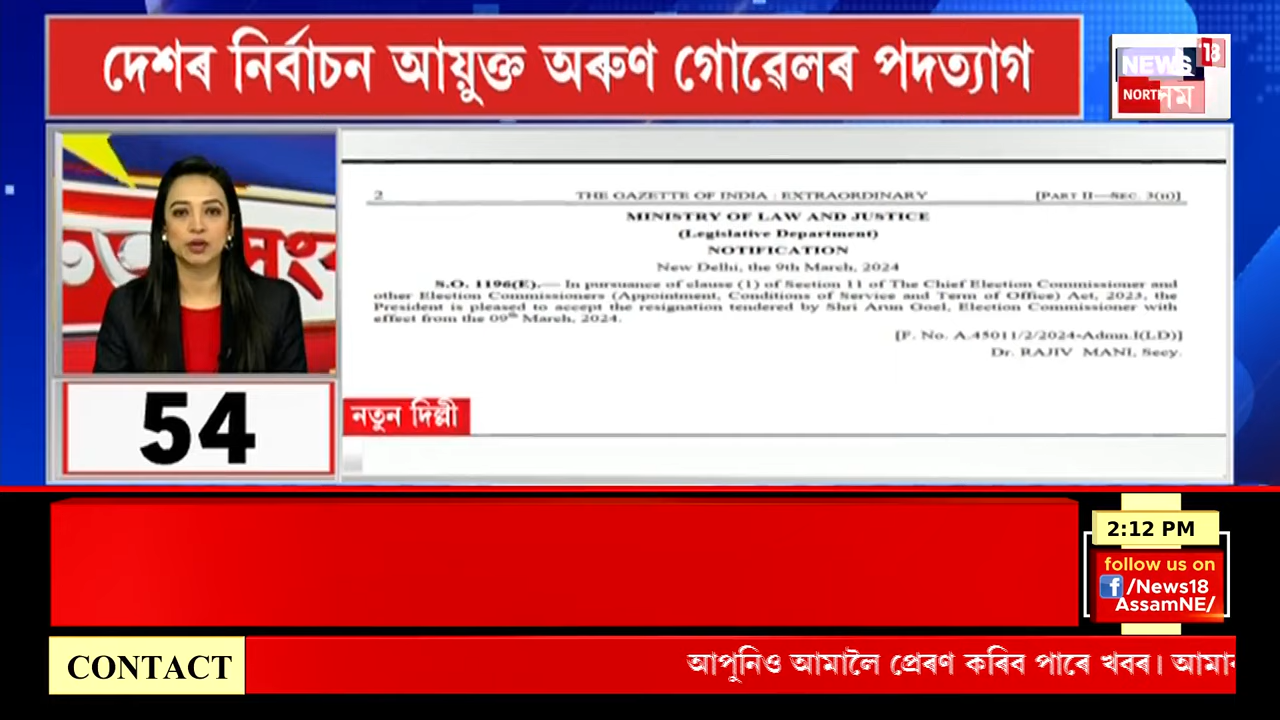 দেশৰ নিৰ্বাচন আয়ুক্ত অৰুণ গোৱেলৰ পদত্যাগ
NEWS 18
NORTH
2 THE GAZETTE OF INDIA : EXTRAORDINARY [PART II—SEC. 3(ii)]
MINISTRY OF LAW AND JUSTICE
(Legislative Department)
NOTIFICATION
New Delhi, the 9th March, 2024
S.O. 1196(E).— In pursuance of clause (1) of Section 11 of The Chief Election Commissioner and
other Election Commissioners (Appointment, Conditions of Service and Term of Office) Act, 2023, the
President is pleased to accept the resignation tendered by Shri Arun Goel, Election Commissioner with
effect from the 09th March, 2024.
[F. No. A.45011/2/2024-Admn.I(LD)]
Dr. RAJIV MANI, Secy.
54
নতুন দিল্লী
2:12 PM
follow us on
/News18
AssamNE/
CONTACT
আপুনিও আমালৈ প্ৰেৰণ কৰিব পাৰে খবৰ। আমাৰ